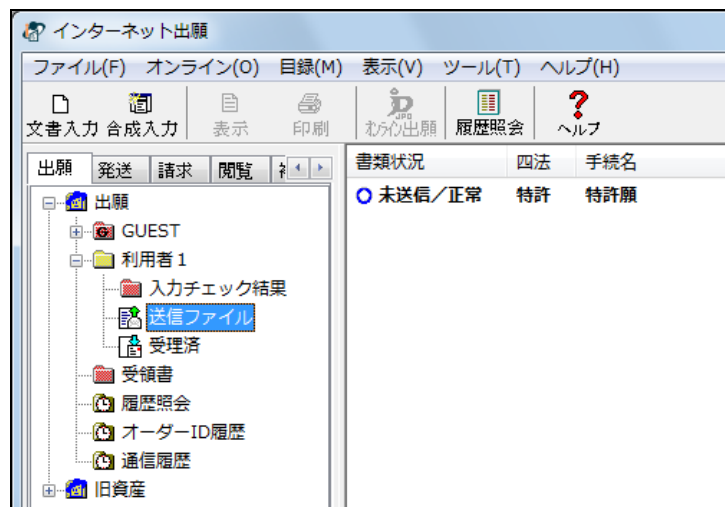 インターネット出願
ファイル(F) オンライン(O) 目録(M) 表示(V) ツール(T) ヘルプ(H)
文書入力 合成入力 表示 印刷 オンライン出願 履歴照会 ヘルプ
出願 発送 請求 閲覧
書類状況 四法 手続名
未送信／正常 特許 特許願
出願
GUEST
利用者1
入力チェック結果
送信ファイル
受理済
受領書
履歴照会
オーダーID履歴
通信履歴
旧資産